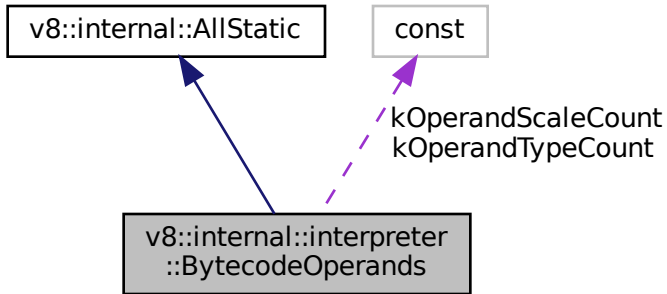 v8::internal::AllStatic
const
kOperandScaleCount
kOperandTypeCount
v8::internal::interpreter
::BytecodeOperands